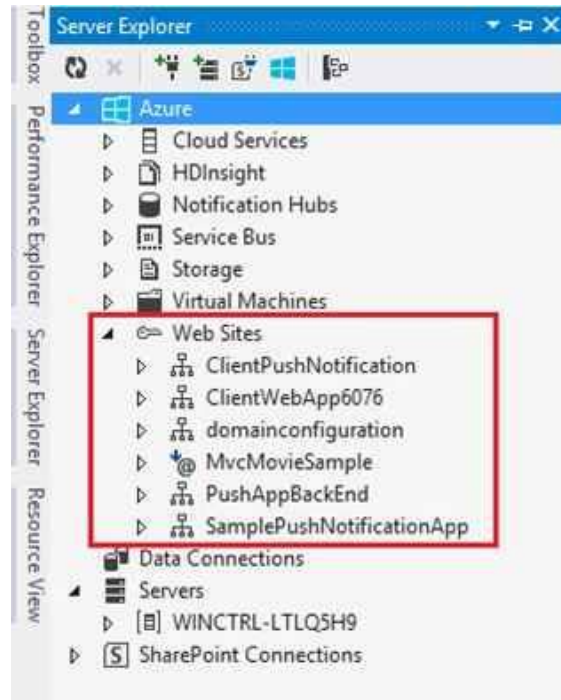 Server Explorer
Azure
Cloud Services
HDInsight
Notification Hubs
Service Bus
Storage
Virtual Machines
Web Sites
ClientPushNotification
ClientWebApp6076
domainconfiguration
MvcMovieSample
PushAppBackEnd
SamplePushNotificationApp
Data Connections
Servers
WINCTRL-LTLQ5H9
SharePoint Connections
Toolbox
Performance Explorer
Server Explorer
Resource View